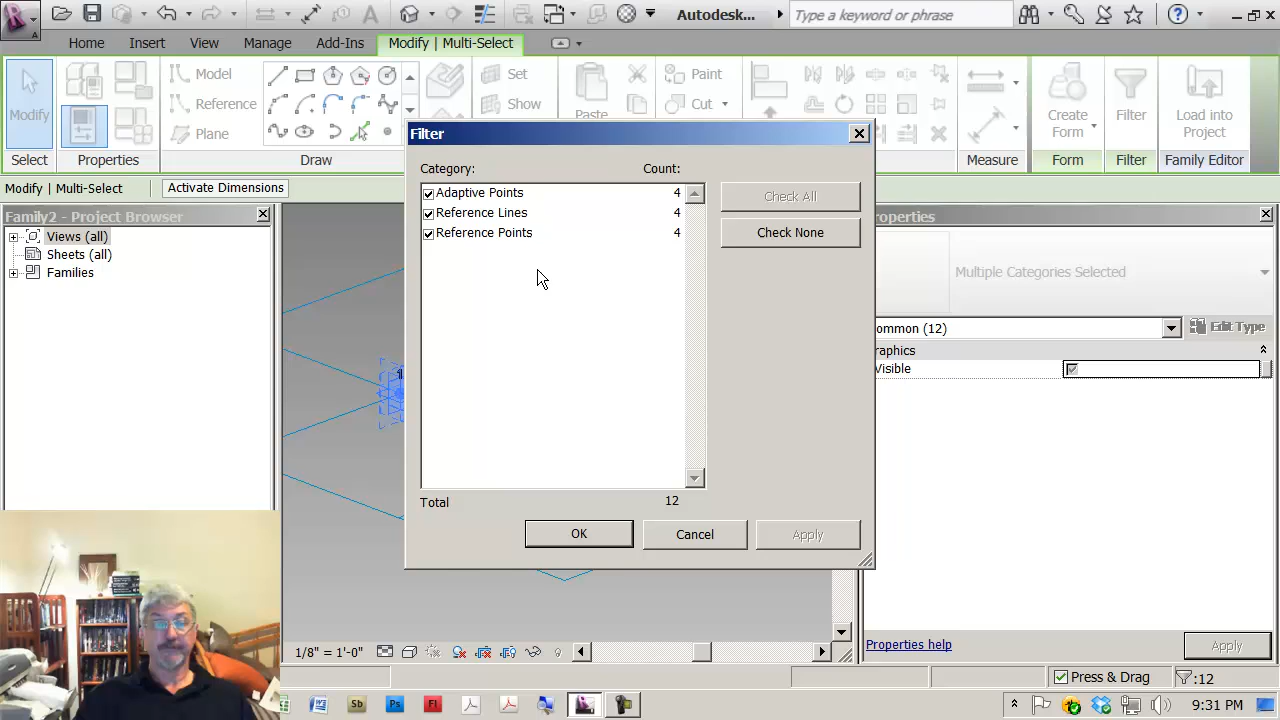 Autodesk...
Type a keyword or phrase
Home
Insert
View
Manage
Add-Ins
Modify | Multi-Select
Modify
Model
Reference
Plane
Set
Show
Paste
Paint
Cut
Create
Form
Filter
Load into
Project
Select
Properties
Draw
Measure
Form
Filter
Family Editor
Modify | Multi-Select
Activate Dimensions
Family2 - Project Browser
Views (all)
Sheets (all)
Families
Filter
Category:
Count:
Adaptive Points 4
Reference Lines 4
Reference Points 4
Total 12
Check All
Check None
OK
Cancel
Apply
roperties
Multiple Categories Selected
ommon (12)
Edit Type
raphics
Visible
Properties help
Apply
1/8" = 1'-0"
Press & Drag
:12
Sb
Ps
Fl
9:31 PM